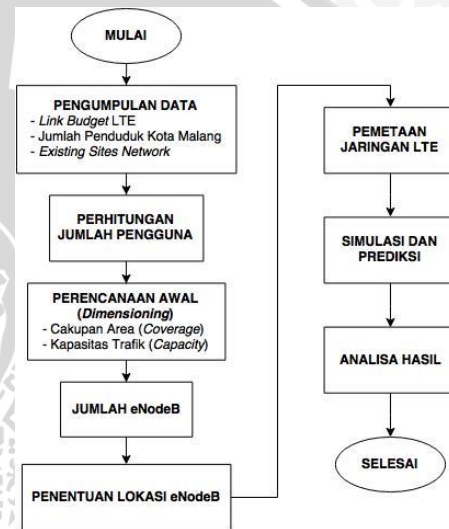 MULAI
PENGUMPULAN DATA
- Link Budget LTE
- Jumlah Penduduk Kota Malang
- Existing Sites Network
PERHITUNGAN
JUMLAH PENGGUNA
PERENCANAAN AWAL
(Dimensioning)
- Cakupan Area (Coverage)
- Kapasitas Trafik (Capacity)
JUMLAH eNodeB
PENENTUAN LOKASI eNodeB
PEMETAAN
JARINGAN LTE
SIMULASI DAN
PREDIKSI
ANALISA HASIL
SELESAI